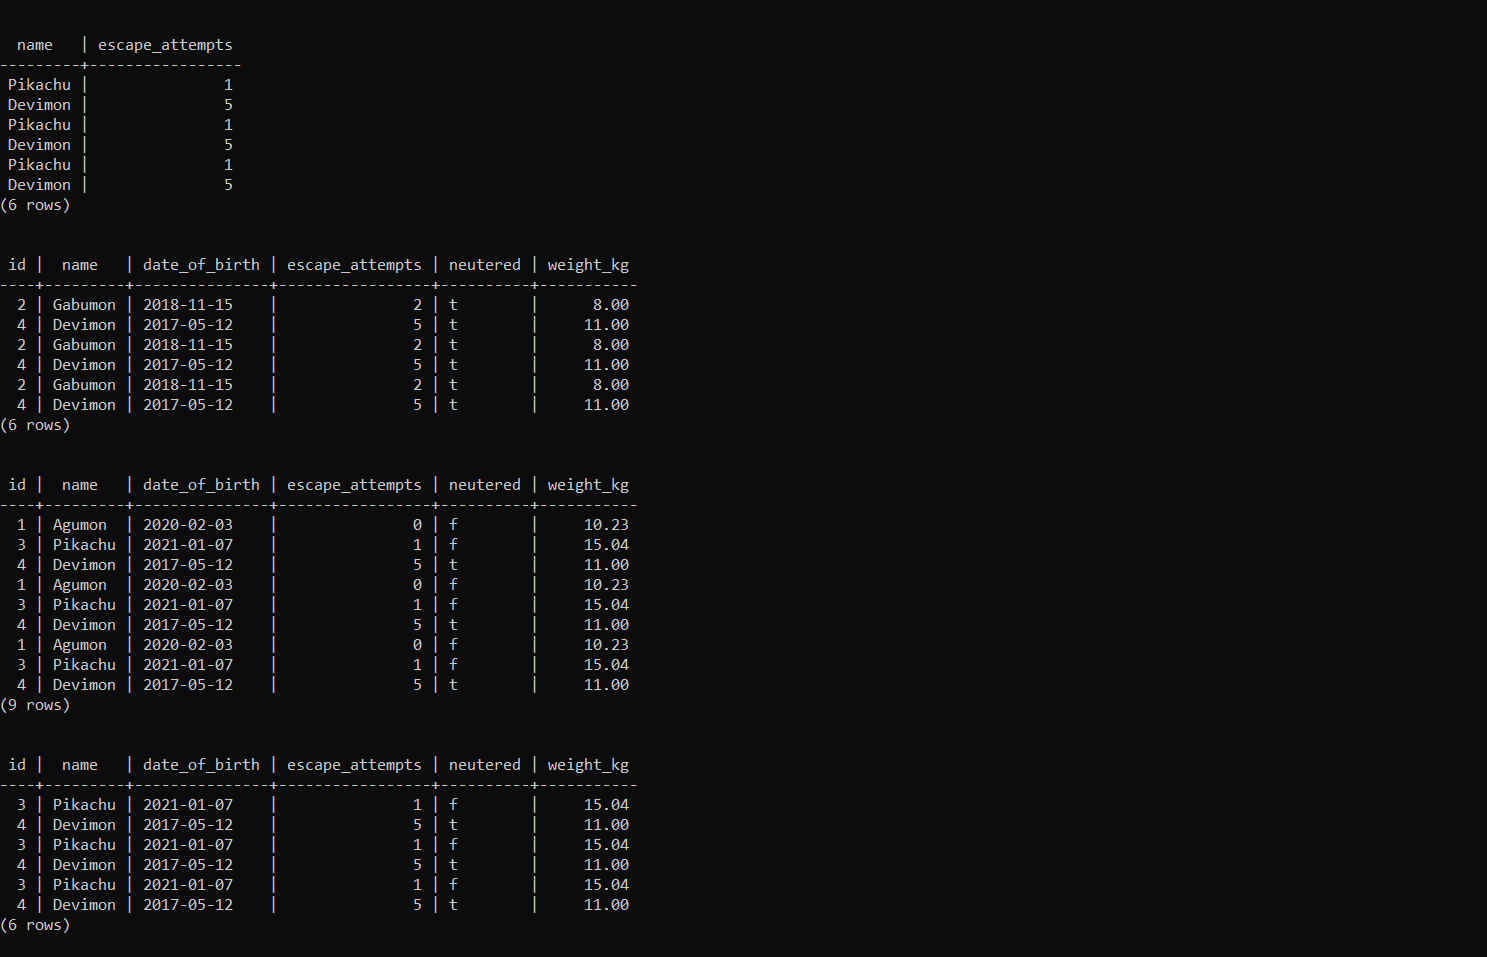 name   | escape_attempts
---------+-----------------
 Pikachu |               1
 Devimon |               5
 Pikachu |               1
 Devimon |               5
 Pikachu |               1
 Devimon |               5
(6 rows)
 id |  name   | date_of_birth | escape_attempts | neutered | weight_kg
----+---------+---------------+-----------------+----------+-----------
  2 | Gabumon | 2018-11-15    |               2 | t        |      8.00
  4 | Devimon | 2017-05-12    |               5 | t        |     11.00
  2 | Gabumon | 2018-11-15    |               2 | t        |      8.00
  4 | Devimon | 2017-05-12    |               5 | t        |     11.00
  2 | Gabumon | 2018-11-15    |               2 | t        |      8.00
  4 | Devimon | 2017-05-12    |               5 | t        |     11.00
(6 rows)
 id |  name   | date_of_birth | escape_attempts | neutered | weight_kg
----+---------+---------------+-----------------+----------+-----------
  1 | Agumon  | 2020-02-03    |               0 | f        |     10.23
  3 | Pikachu | 2021-01-07    |               1 | f        |     15.04
  4 | Devimon | 2017-05-12    |               5 | t        |     11.00
  1 | Agumon  | 2020-02-03    |               0 | f        |     10.23
  3 | Pikachu | 2021-01-07    |               1 | f        |     15.04
  4 | Devimon | 2017-05-12    |               5 | t        |     11.00
  1 | Agumon  | 2020-02-03    |               0 | f        |     10.23
  3 | Pikachu | 2021-01-07    |               1 | f        |     15.04
  4 | Devimon | 2017-05-12    |               5 | t        |     11.00
(9 rows)
 id |  name   | date_of_birth | escape_attempts | neutered | weight_kg
----+---------+---------------+-----------------+----------+-----------
  3 | Pikachu | 2021-01-07    |               1 | f        |     15.04
  4 | Devimon | 2017-05-12    |               5 | t        |     11.00
  3 | Pikachu | 2021-01-07    |               1 | f        |     15.04
  4 | Devimon | 2017-05-12    |               5 | t        |     11.00
  3 | Pikachu | 2021-01-07    |               1 | f        |     15.04
  4 | Devimon | 2017-05-12    |               5 | t        |     11.00
(6 rows)